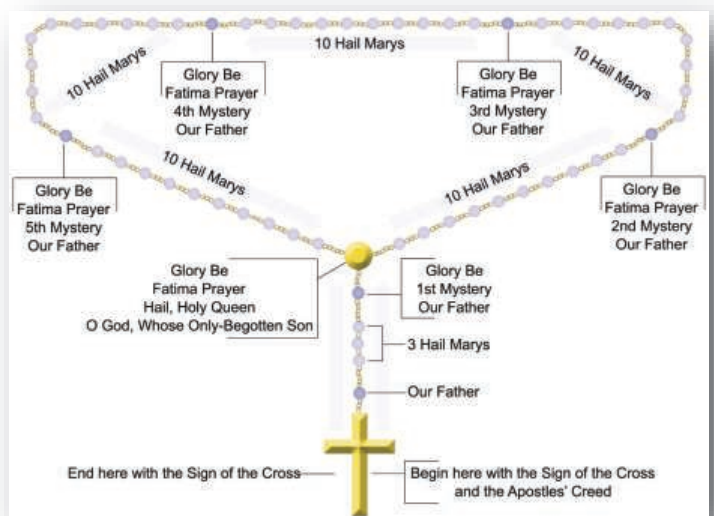 10 Hail Marys
10 Hail Marys
10 Hail Marys
Glory Be
Fatima Prayer
4th Mystery
Our Father
Glory Be
Fatima Prayer
3rd Mystery
Our Father
10 Hail Marys
10 Hail Marys
Glory Be
Fatima Prayer
5th Mystery
Our Father
Glory Be
Fatima Prayer
2nd Mystery
Our Father
Glory Be
Fatima Prayer
Hail, Holy Queen
O God, Whose Only-Begotten Son
Glory Be
1st Mystery
Our Father
3 Hail Marys
Our Father
End here with the Sign of the Cross
Begin here with the Sign of the Cross
and the Apostles' Creed